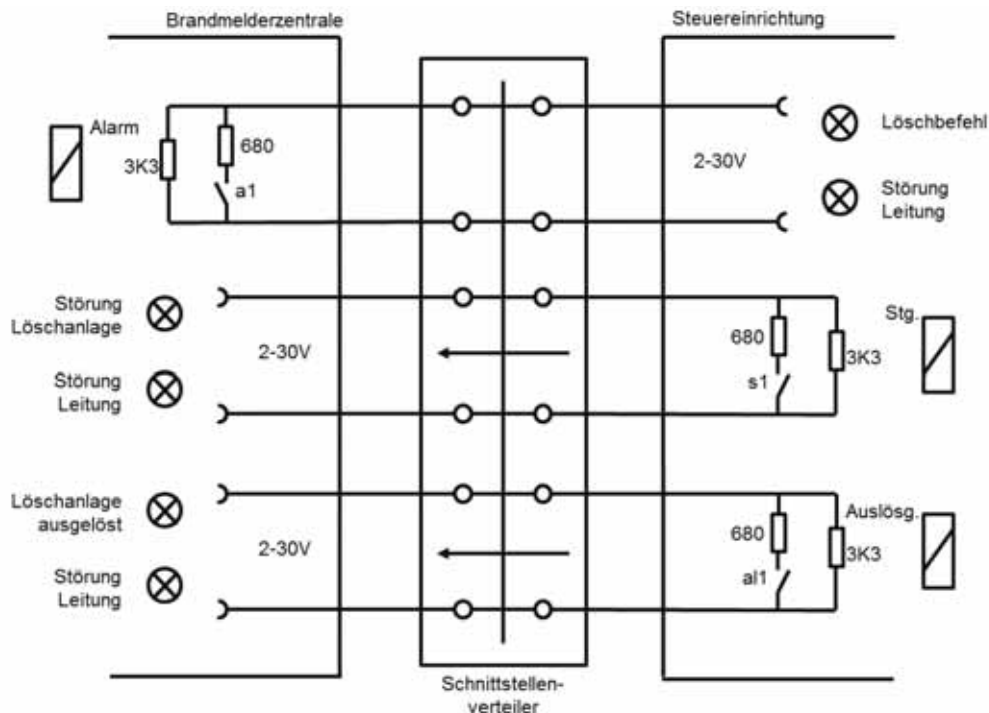 Brandmelderzentrale
Steuereinrichtung
Alarm
3K3
680
a1
2-30V
Löschbefehl
Störung
Leitung
Störung
Löschanlage
Störung
Leitung
2-30V
680
s1
3K3
Stg.
Löschanlage
ausgelöst
Störung
Leitung
2-30V
680
al1
3K3
Auslösg.
Schnittstellen-
verteiler